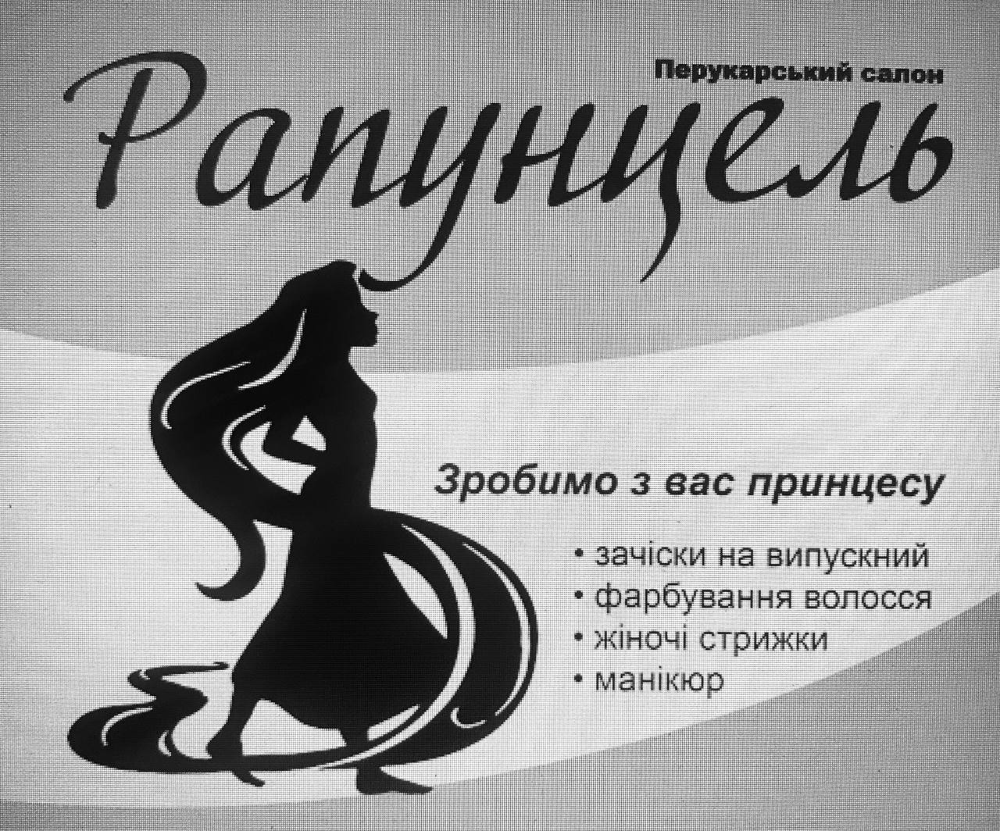 Перукарський салон
Рапунцель
Зробимо з вас принцесу
• зачіски на випускний
• фарбування волосся
• жіночі стрижки
• манікюр